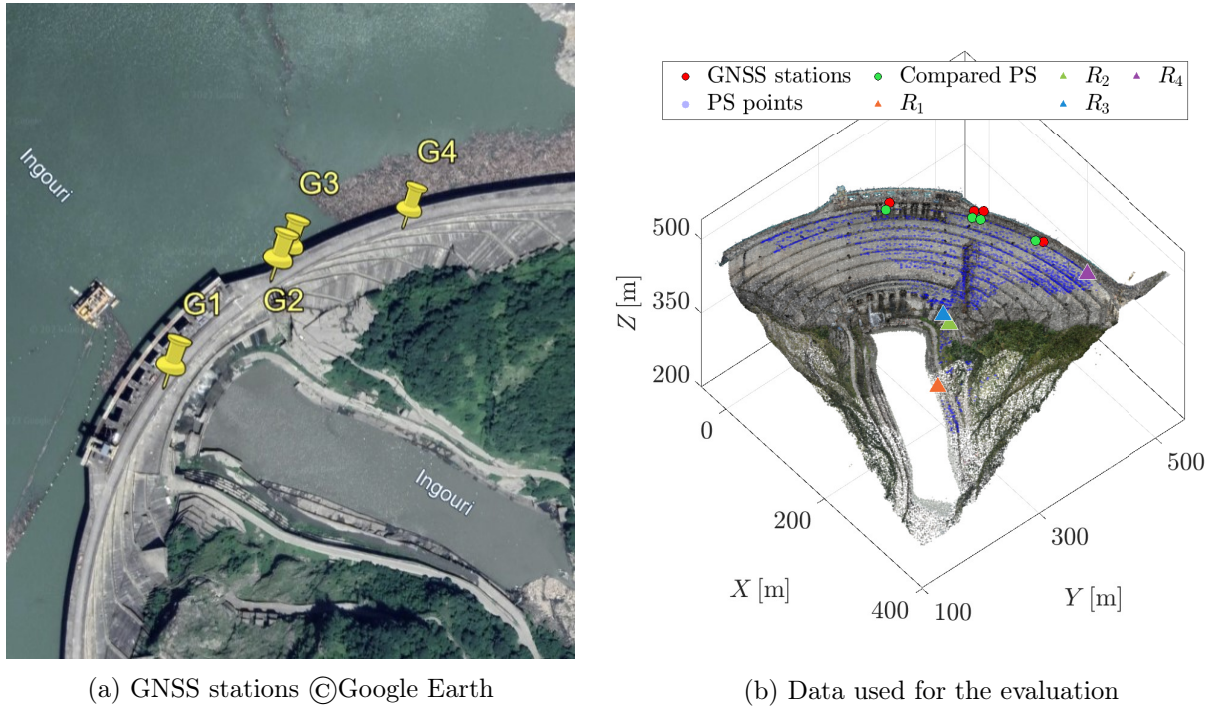 Ingouri
G4
G3
G1
G2
Ingouri
(a) GNSS stations ©Google Earth
GNSS stations
Compared PS
R2
R4
PS points
R1
R3
500
350
200
Z [m]
0
200
400
X [m]
100
300
500
Y [m]
(b) Data used for the evaluation